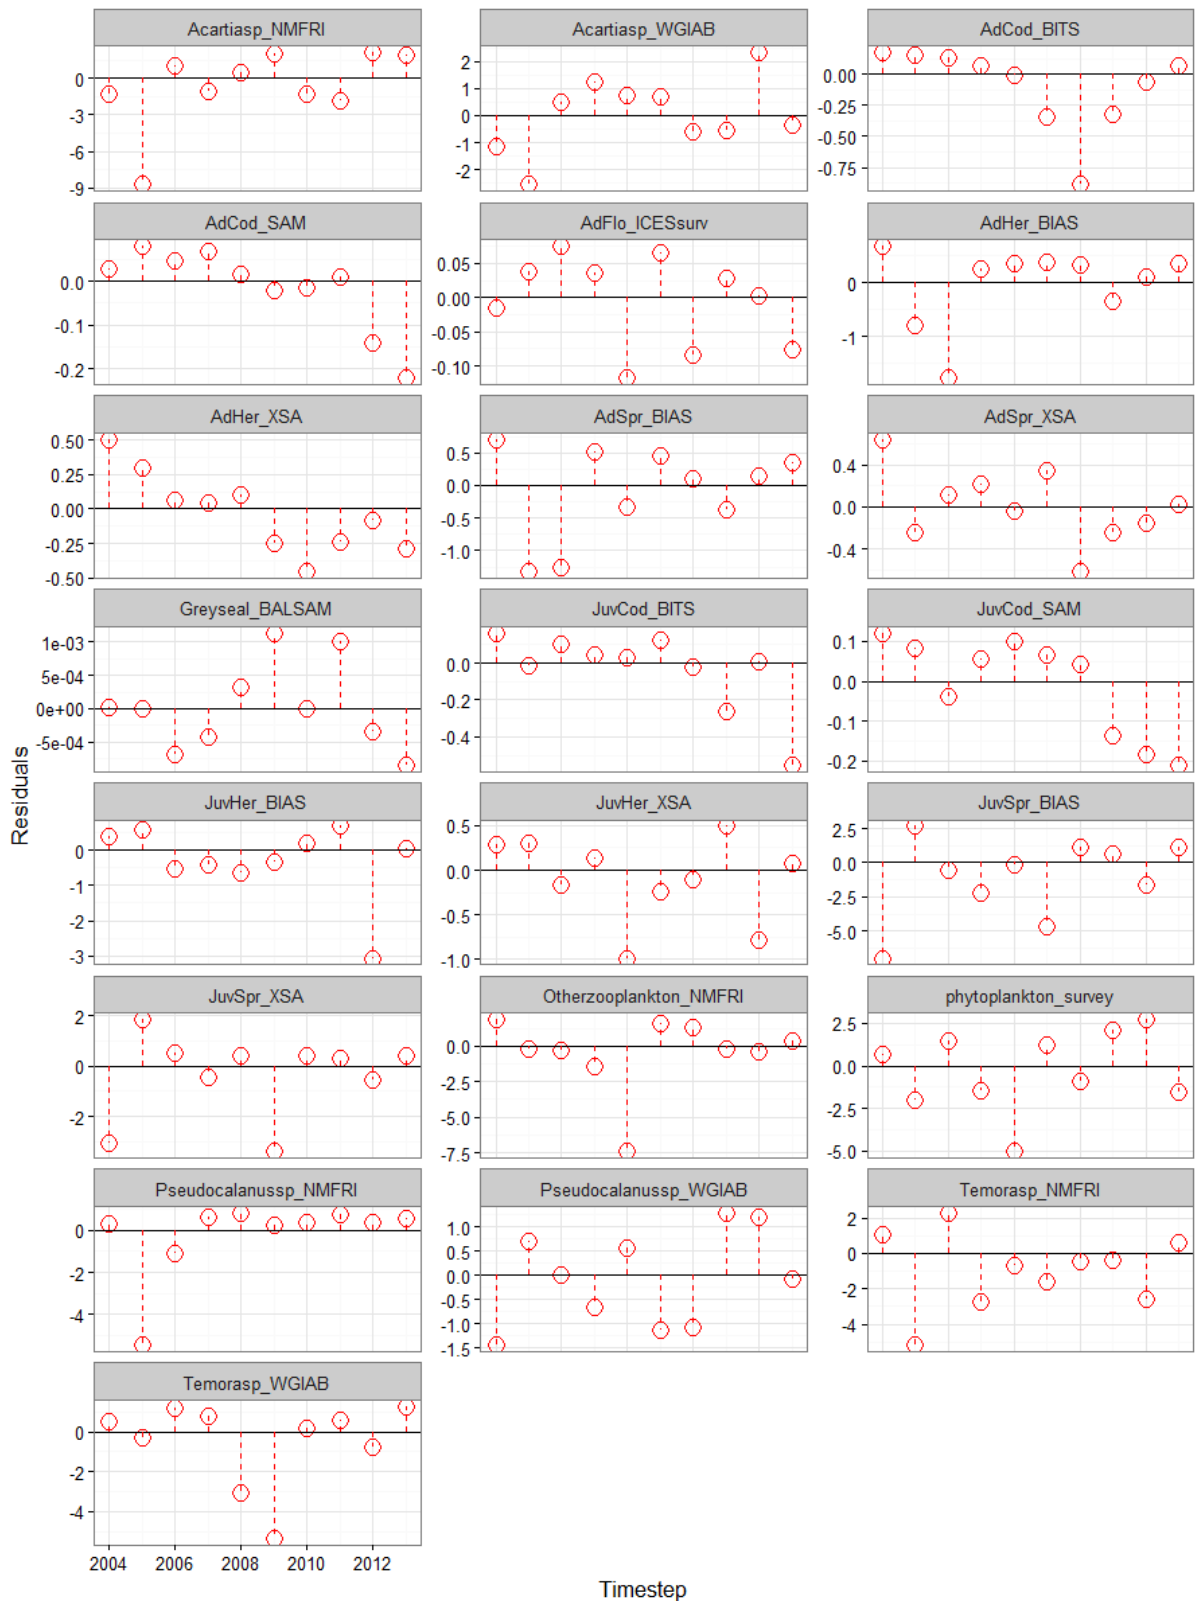 Acartiasp_NMFRI
0
-3
-6
-9
Acartiasp_WGIAB
2
1
0
-1
-2
AdCod_BITS
0.00
-0.25
-0.50
-0.75
AdCod_SAM
0.0
-0.1
-0.2
AdFlo_ICESsurv
0.05
0.00
-0.05
-0.10
AdHer_BIAS
0
-1
AdHer_XSA
0.50
0.25
0.00
-0.25
-0.50
AdSpr_BIAS
0.5
0.0
-0.5
-1.0
AdSpr_XSA
0.4
0.0
-0.4
Greyseal_BALSAM
1e-03
5e-04
0e+00
-5e-04
JuvCod_BITS
0.0
-0.2
-0.4
JuvCod_SAM
0.1
0.0
-0.1
-0.2
Residuals
JuvHer_BIAS
0
-1
-2
-3
JuvHer_XSA
0.5
0.0
-0.5
-1.0
JuvSpr_BIAS
2.5
0.0
-2.5
-5.0
JuvSpr_XSA
2
0
-2
Otherzooplankton_NMFRI
0.0
-2.5
-5.0
-7.5
phytoplankton_survey
2.5
0.0
-2.5
-5.0
Pseudocalanussp_NMFRI
0
-2
-4
Pseudocalanussp_WGIAB
1.0
0.5
0.0
-0.5
-1.0
-1.5
Temorasp_NMFRI
2
0
-2
-4
Temorasp_WGIAB
0
-2
-4
2004 2006 2008 2010 2012
Timestep